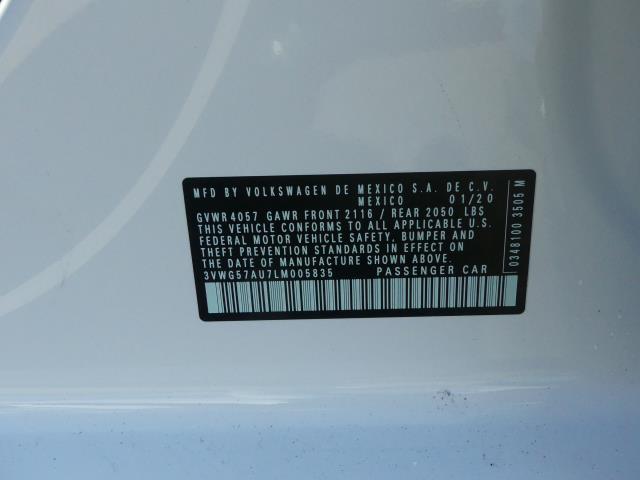 MFD BY VOLKSWAGEN DE MEXICO S.A. DE C.V.
MEXICO 01/20
GVWR 4057 GAWR FRONT 2116 / REAR 2050 LBS
THIS VEHICLE CONFORMS TO ALL APPLICABLE U.S.
FEDERAL MOTOR VEHICLE SAFETY, BUMPER AND
THEFT PREVENTION STANDARDS IN EFFECT ON
THE DATE OF MANUFACTURE SHOWN ABOVE.
3VWG57AU7LM005835 PASSENGER CAR
0348100 3505 M